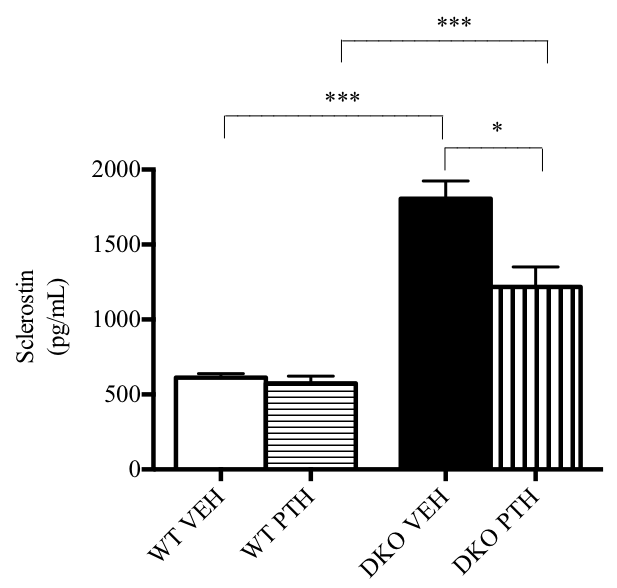 ***
***
*
2000
1500
1000
500
0
Sclerostin
(pg/mL)
WT VEH
WT PTH
DKO VEH
DKO PTH